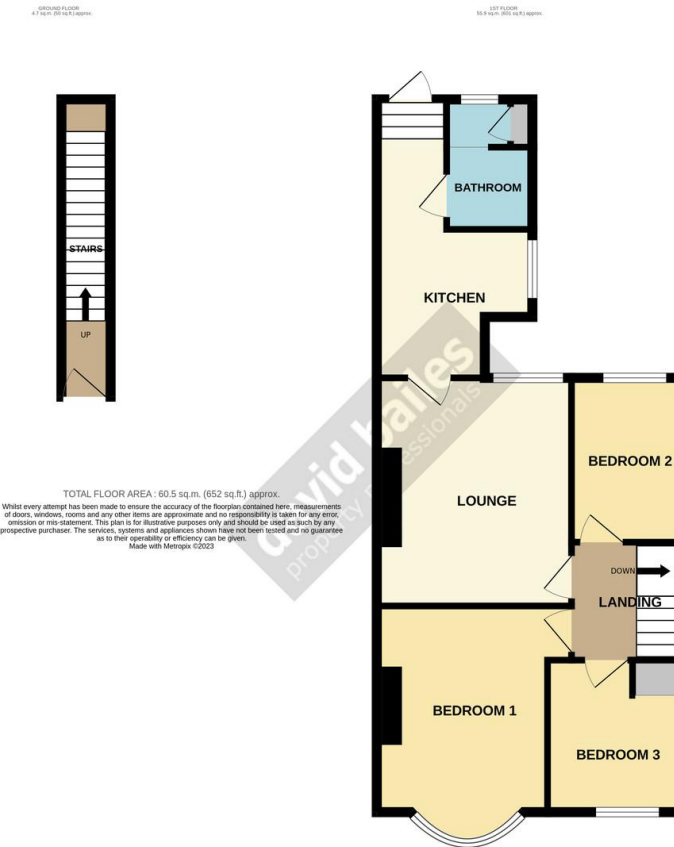 GROUND FLOOR
4.7 sq.m. (50 sq.ft.) approx.
1ST FLOOR
55.9 sq.m. (601 sq.ft.) approx.
BATHROOM
STAIRS
KITCHEN
UP
BEDROOM 2
LOUNGE
TOTAL FLOOR AREA : 60.5 sq.m. (652 sq.ft.) approx.
Whilst every attempt has been made to ensure the accuracy of the floorplan contained here, measurements
of doors, windows, rooms and any other items are approximate and no responsibility is taken for any error,
omission or mis-statement. This plan is for illustrative purposes only and should be used as such by any
prospective purchaser. The services, systems and appliances shown have not been tested and no guarantee
as to their operability or efficiency can be given.
Made with Metropix ©2023
david bailes
property professionals
DOWN
LANDING
BEDROOM 1
BEDROOM 3